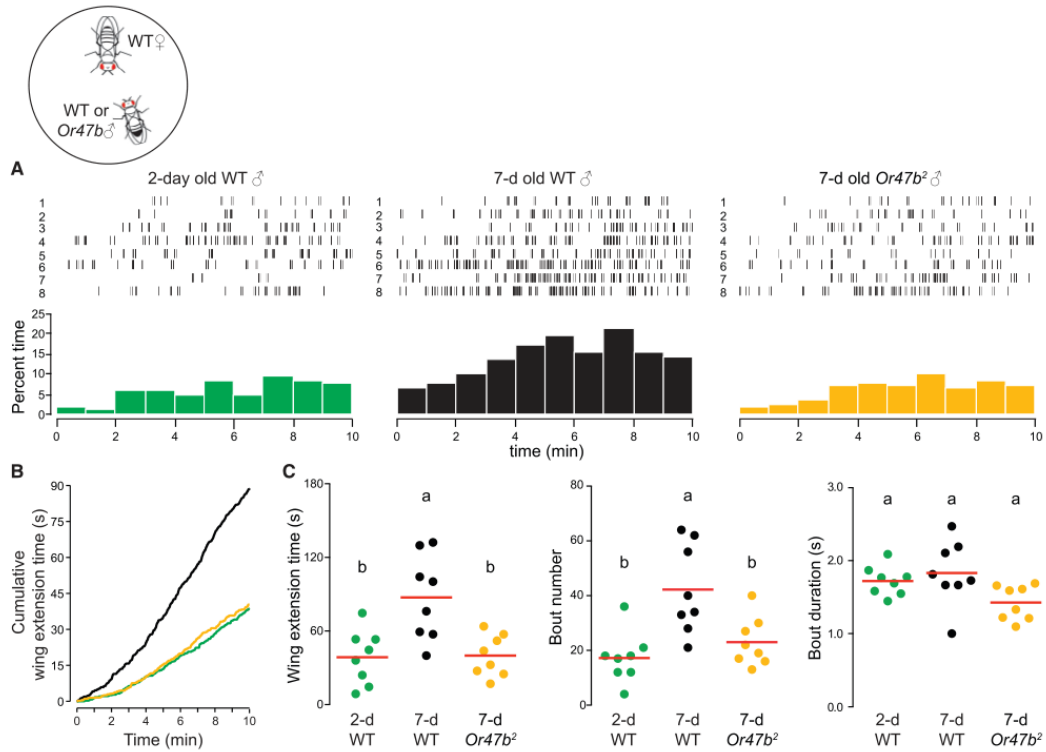 WT♀
WT or
Or47b♂
A
2-day old WT ♂
7-d old WT ♂
7-d old Or47b² ♂
1
2
3
4
5
6
7
8
1
2
3
4
5
6
7
8
1
2
3
4
5
6
7
8
Percent time
25
20
15
10
5
0
0 2 4 6 8 10
0 2 4 6 8 10
0 2 4 6 8 10
time (min)
B
Cumulative
wing extension time (s)
90
75
60
45
30
15
0
0 2 4 6 8 10
Time (min)
C
Wing extension time (s)
180
120
60
0
b
a
b
2-d 7-d 7-d
WT WT Or47b²
Bout number
80
60
40
20
0
b
a
b
2-d 7-d 7-d
WT WT Or47b²
Bout duration (s)
3.0
2.0
1.0
0.0
a
a
a
2-d 7-d 7-d
WT WT Or47b²